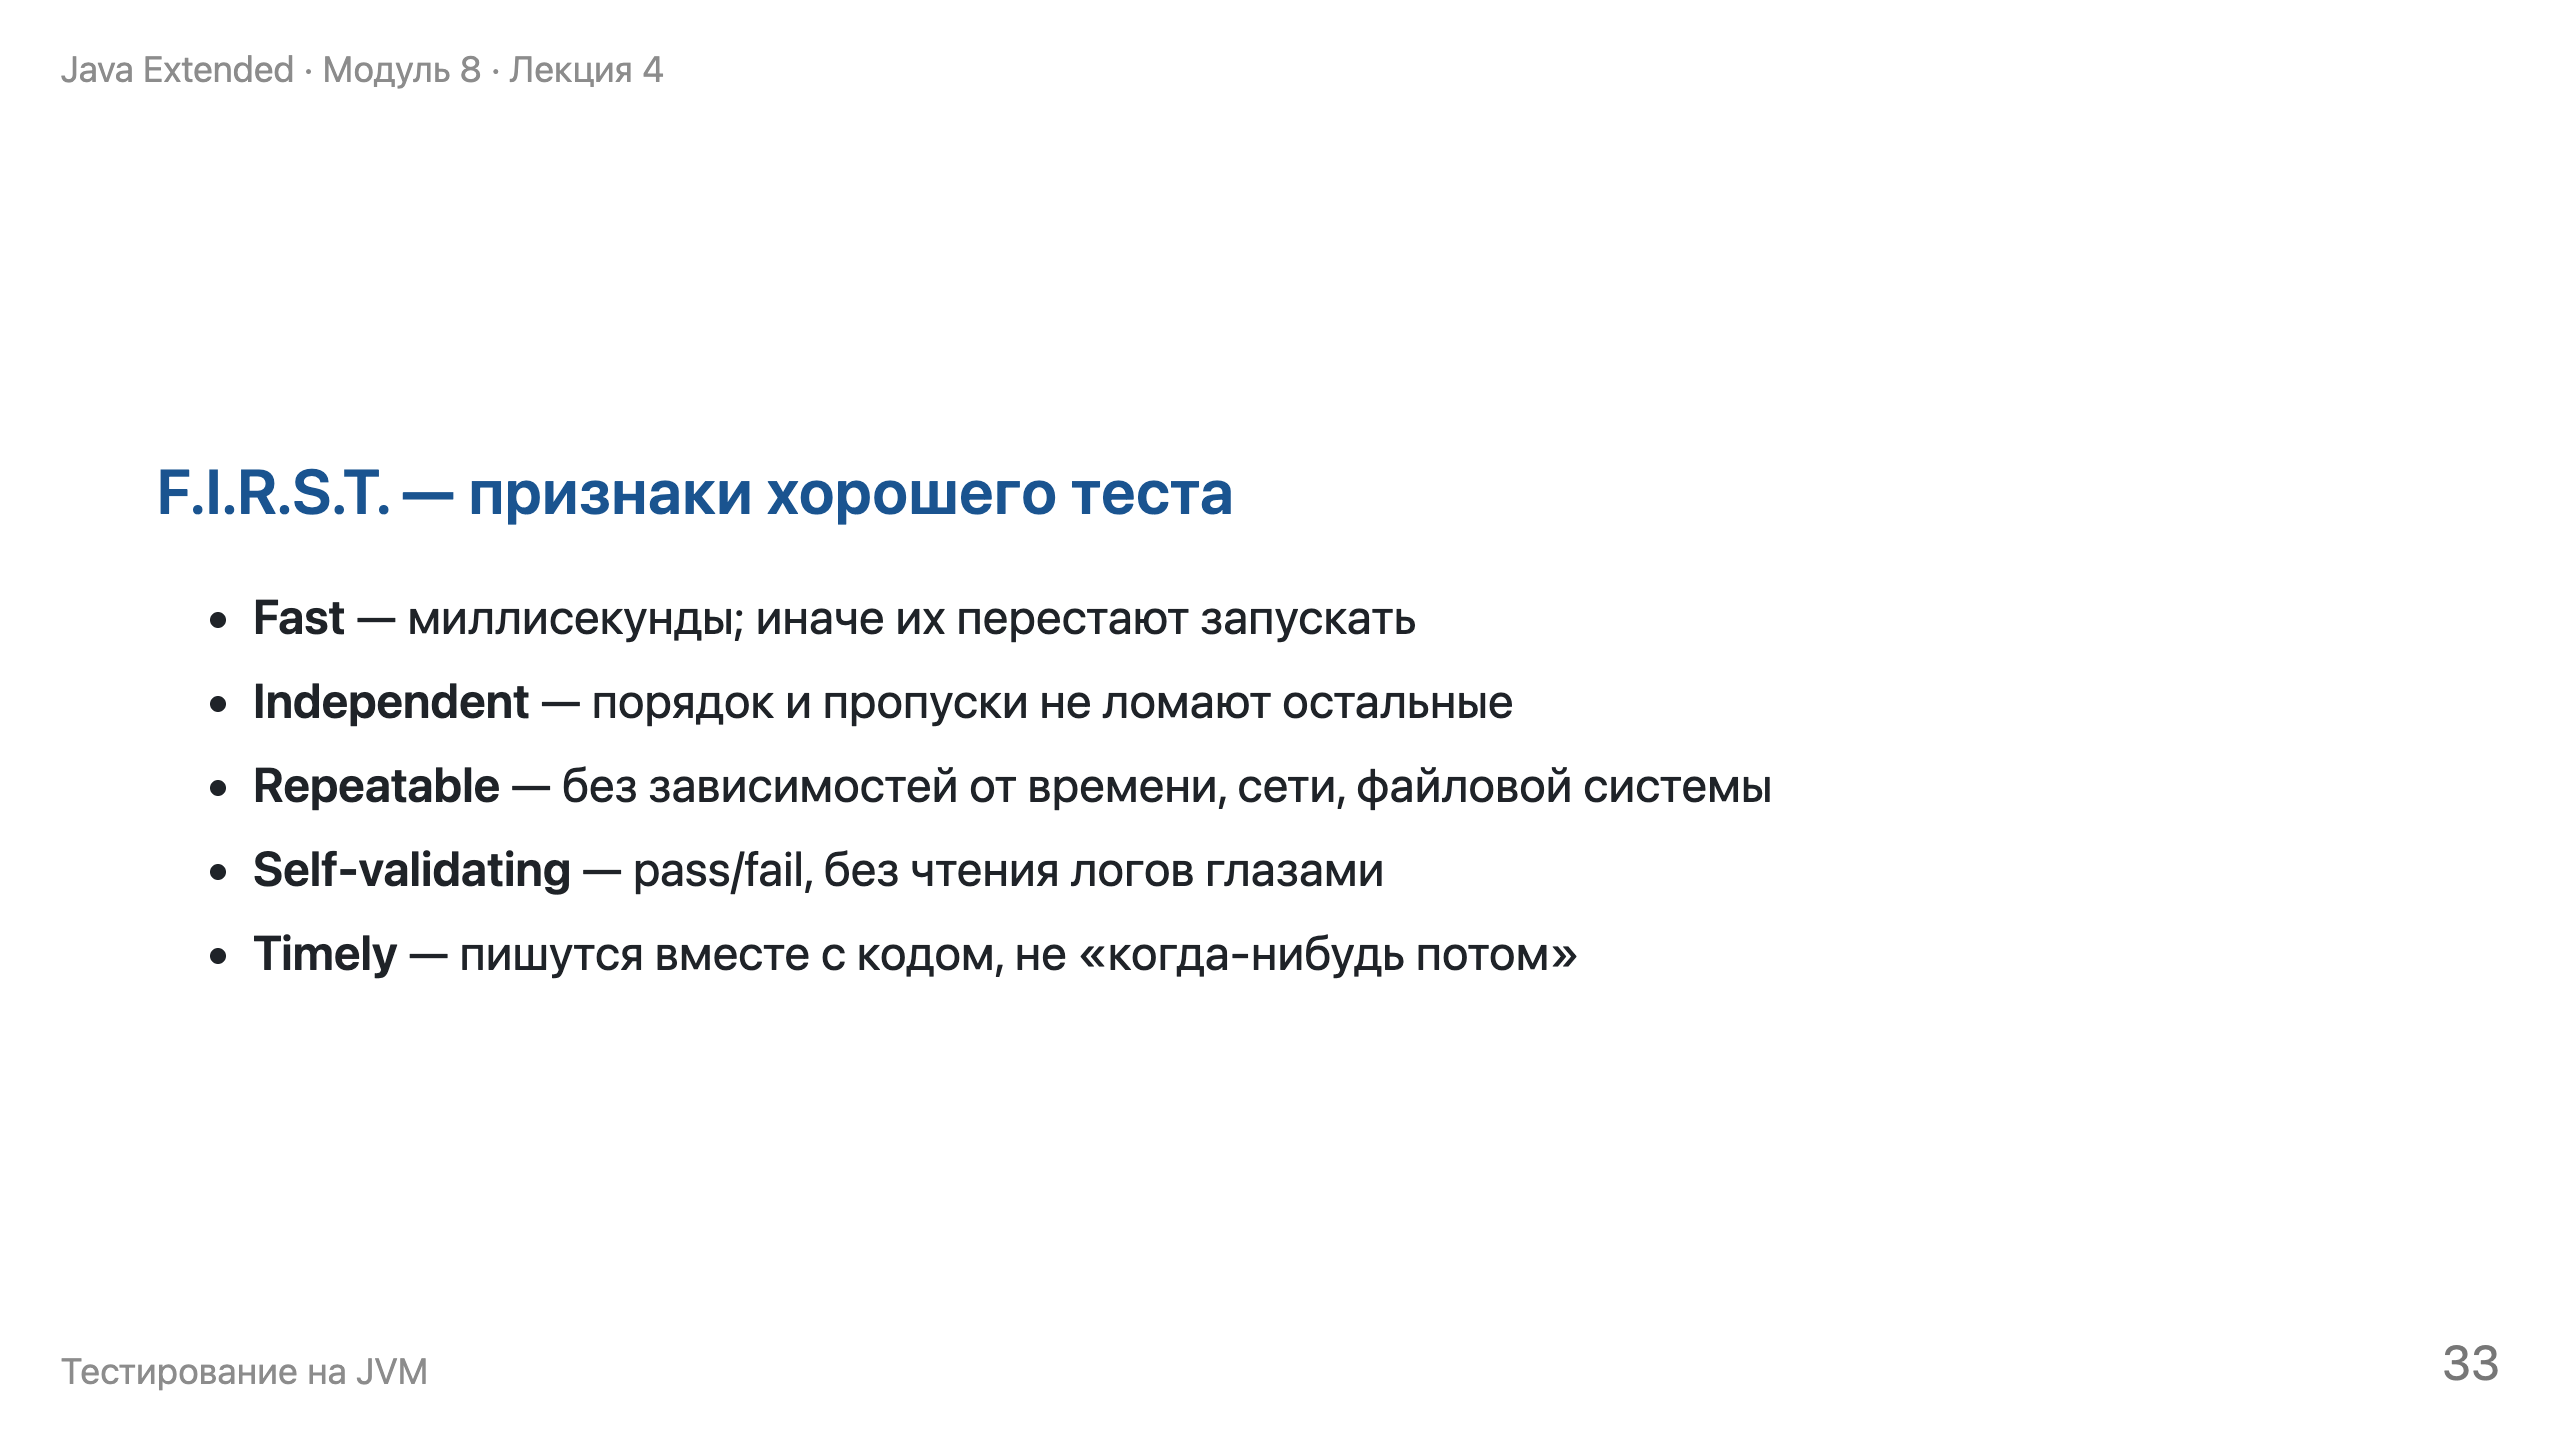 Java Extended · Модуль 8 · Лекция 4
F.I.R.S.T. — признаки хорошего теста
• Fast — миллисекунды; иначе их перестают запускать
• Independent — порядок и пропуски не ломают остальные
• Repeatable — без зависимостей от времени, сети, файловой системы
• Self-validating — pass/fail, без чтения логов глазами
• Timely — пишутся вместе с кодом, не «когда-нибудь потом»
Тестирование на JVM
33